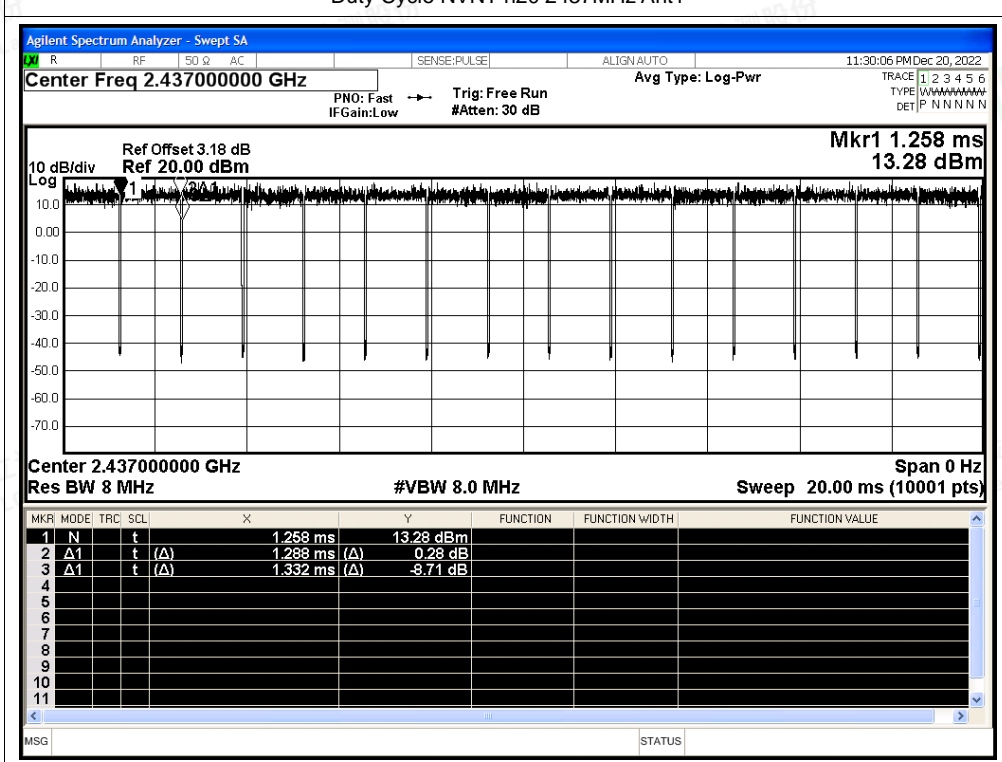 Duty Cycle NVNT n20 2437MHz Ant1
Agilent Spectrum Analyzer - Swept SA
LXI R RF 50 Ω AC SENSE:PULSE ALIGN AUTO 11:30:06 PM Dec 20, 2022
Center Freq 2.437000000 GHz
Avg Type: Log-Pwr
TRACE 1 2 3 4 5 6
TYPE
DET P N N N N N
PNO: Fast
IFGain:Low
Trig: Free Run
#Atten: 30 dB
Mkr1 1.258 ms
13.28 dBm
Ref Offset 3.18 dB
10 dB/div Ref 20.00 dBm
Log
1
10.0
0.00
-10.0
-20.0
-30.0
-40.0
-50.0
-60.0
-70.0
Center 2.437000000 GHz Span 0 Hz
Res BW 8 MHz #VBW 8.0 MHz Sweep 20.00 ms (10001 pts)
MKR MODE TRC SCL X Y FUNCTION FUNCTION WIDTH FUNCTION VALUE
1 N t 1.258 ms 13.28 dBm
2 Δ1 t (Δ) 1.288 ms (Δ) 0.28 dB
3 Δ1 t (Δ) 1.332 ms (Δ) -8.71 dB
4
5
6
7
8
9
10
11
MSG STATUS